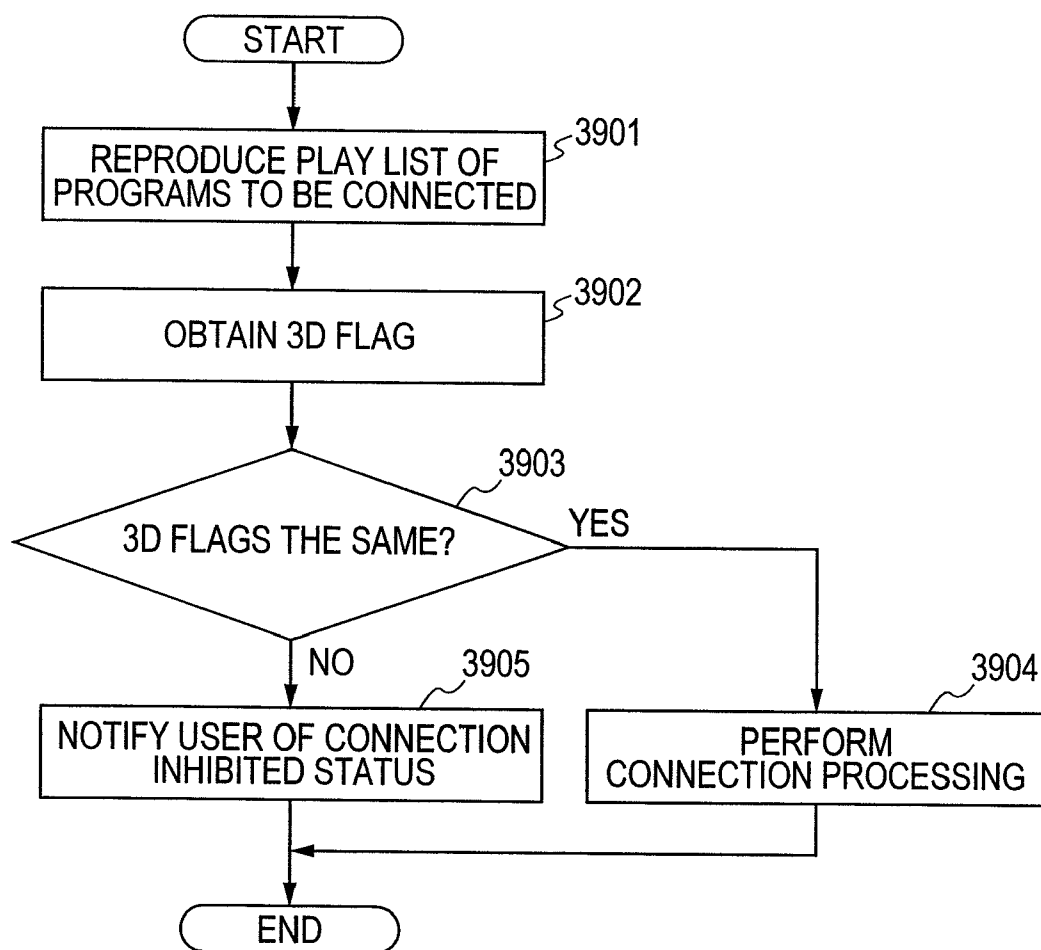 START
3901
REPRODUCE PLAY LIST OF
PROGRAMS TO BE CONNECTED
3902
OBTAIN 3D FLAG
3903
3D FLAGS THE SAME?
YES
NO
3905
NOTIFY USER OF CONNECTION
INHIBITED STATUS
3904
PERFORM
CONNECTION PROCESSING
END